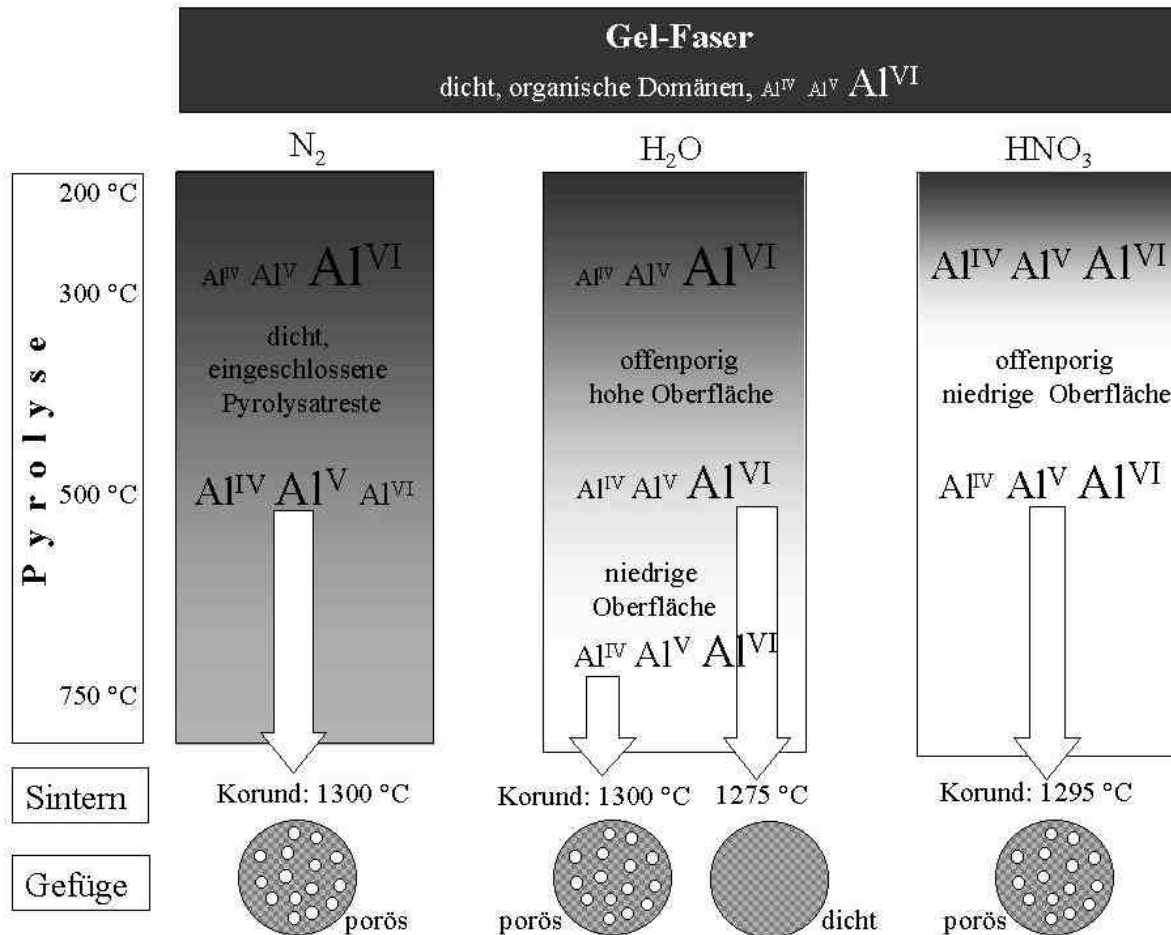 Gel-Faser
dicht, organische Domänen, Al^IV Al^V Al^VI
N₂
H₂O
HNO₃
Pyrolyse
200 °C
300 °C
500 °C
750 °C
Al^IV Al^V Al^VI
dicht,
eingeschlossene
Pyrolysatreste
Al^IV Al^V Al^VI
Al^IV Al^V Al^VI
offenporig
hohe Oberfläche
Al^IV Al^V Al^VI
niedrige
Oberfläche
Al^IV Al^V Al^VI
Al^IV Al^V Al^VI
offenporig
niedrige Oberfläche
Al^IV Al^V Al^VI
Sintern
Korund: 1300 °C
Korund: 1300 °C
1275 °C
Korund: 1295 °C
Gefüge
porös
porös
dicht
porös